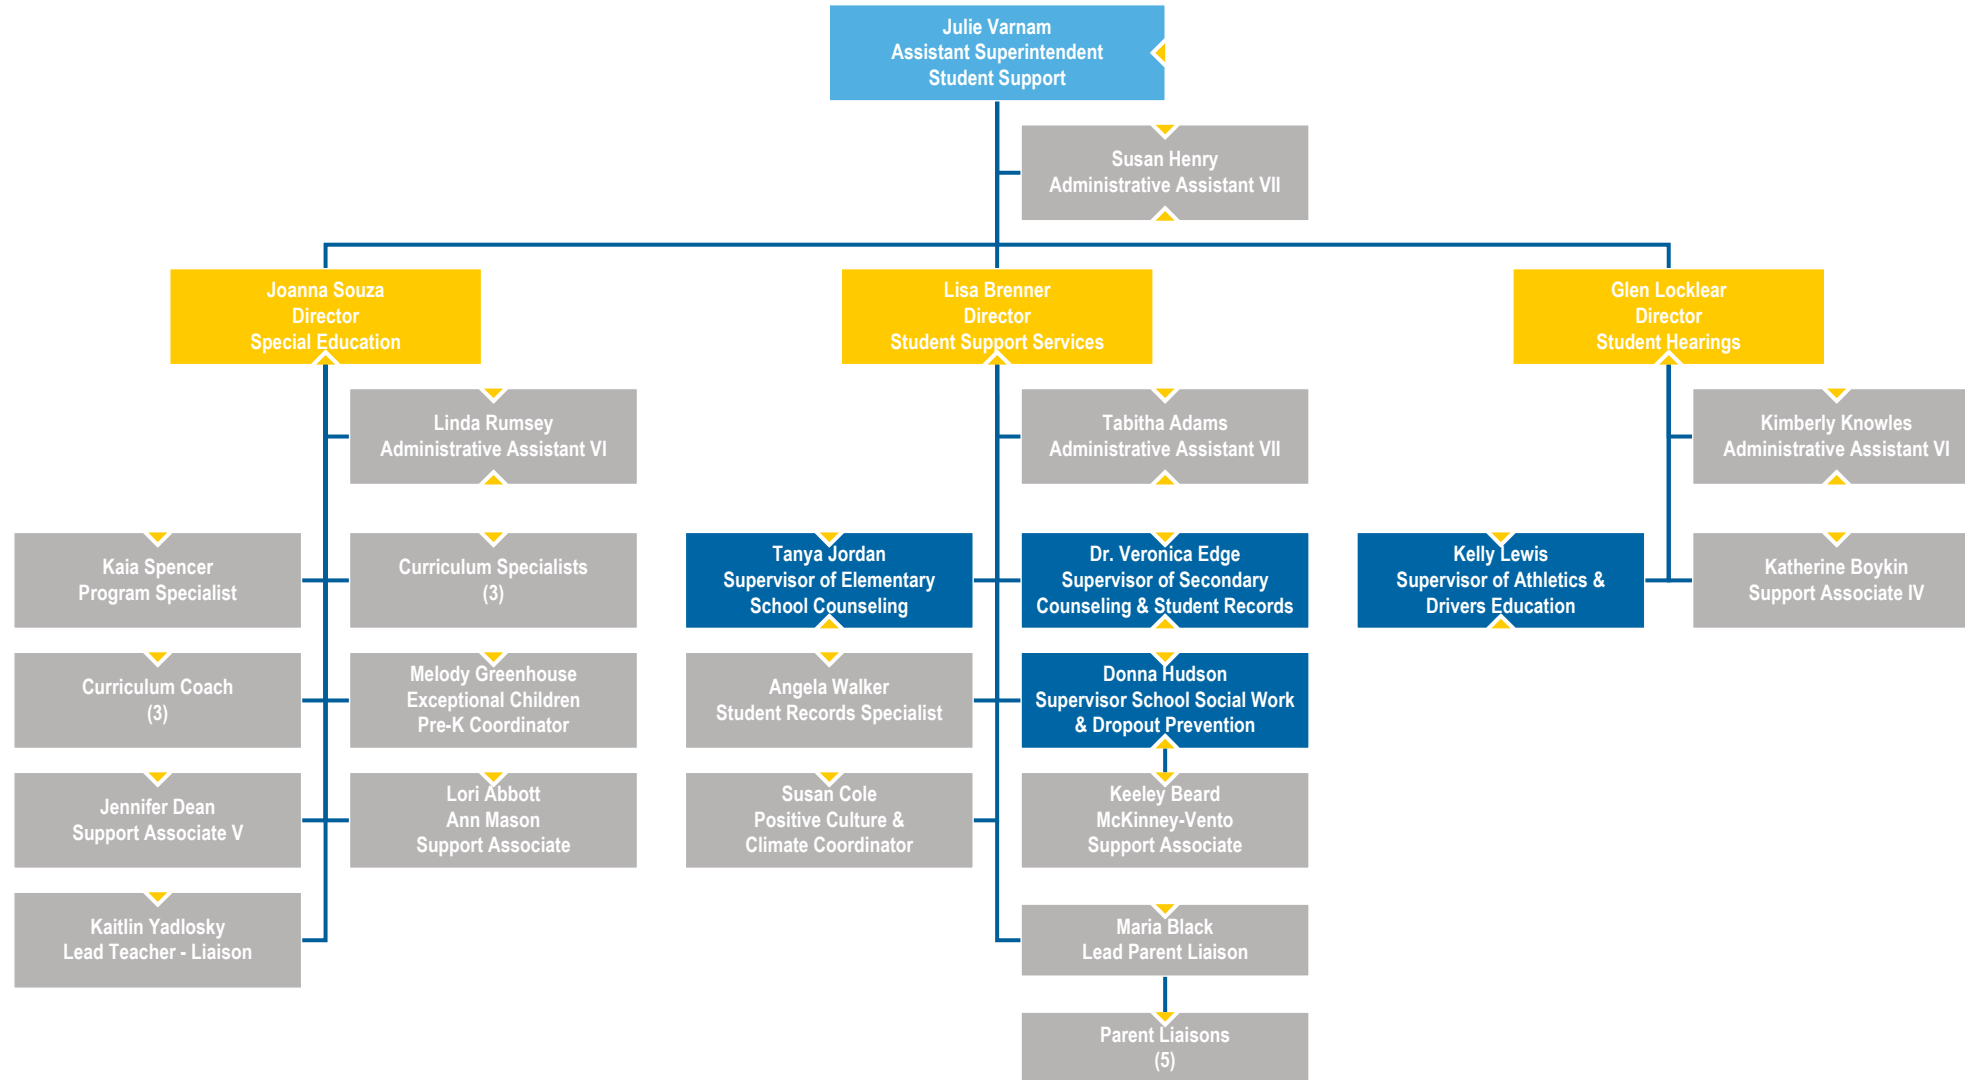 Julie Varnam
Assistant Superintendent
Student Support
Susan Henry
Administrative Assistant VII
Joanna Souza
Director
Special Education
Lisa Brenner
Director
Student Support Services
Glen Locklear
Director
Student Hearings
Linda Rumsey
Administrative Assistant VI
Tabitha Adams
Administrative Assistant VII
Kimberly Knowles
Administrative Assistant VI
Kaia Spencer
Program Specialist
Curriculum Specialists
(3)
Tanya Jordan
Supervisor of Elementary
School Counseling
Dr. Veronica Edge
Supervisor of Secondary
Counseling & Student Records
Kelly Lewis
Supervisor of Athletics &
Drivers Education
Katherine Boykin
Support Associate IV
Curriculum Coach
(3)
Melody Greenhouse
Exceptional Children
Pre-K Coordinator
Angela Walker
Student Records Specialist
Donna Hudson
Supervisor School Social Work
& Dropout Prevention
Jennifer Dean
Support Associate V
Lori Abbott
Ann Mason
Support Associate
Susan Cole
Positive Culture &
Climate Coordinator
Keeley Beard
McKinney-Vento
Support Associate
Kaitlin Yadlosky
Lead Teacher - Liaison
Maria Black
Lead Parent Liaison
Parent Liaisons
(5)